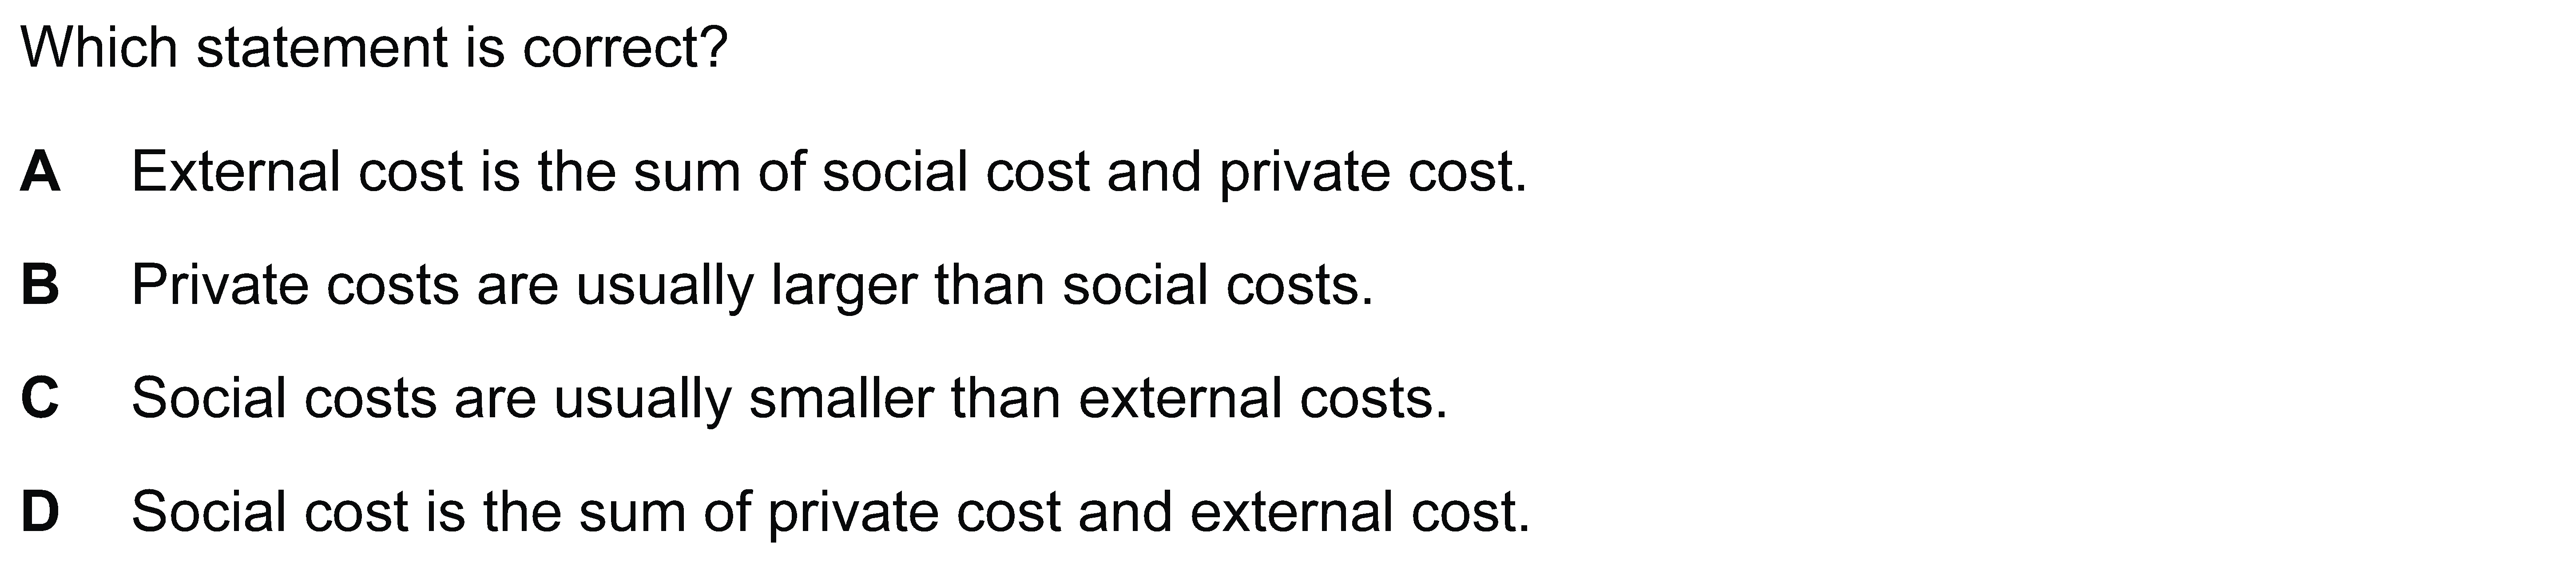 Which statement is correct?
A External cost is the sum of social cost and private cost.
B Private costs are usually larger than social costs.
C Social costs are usually smaller than external costs.
D Social cost is the sum of private cost and external cost.